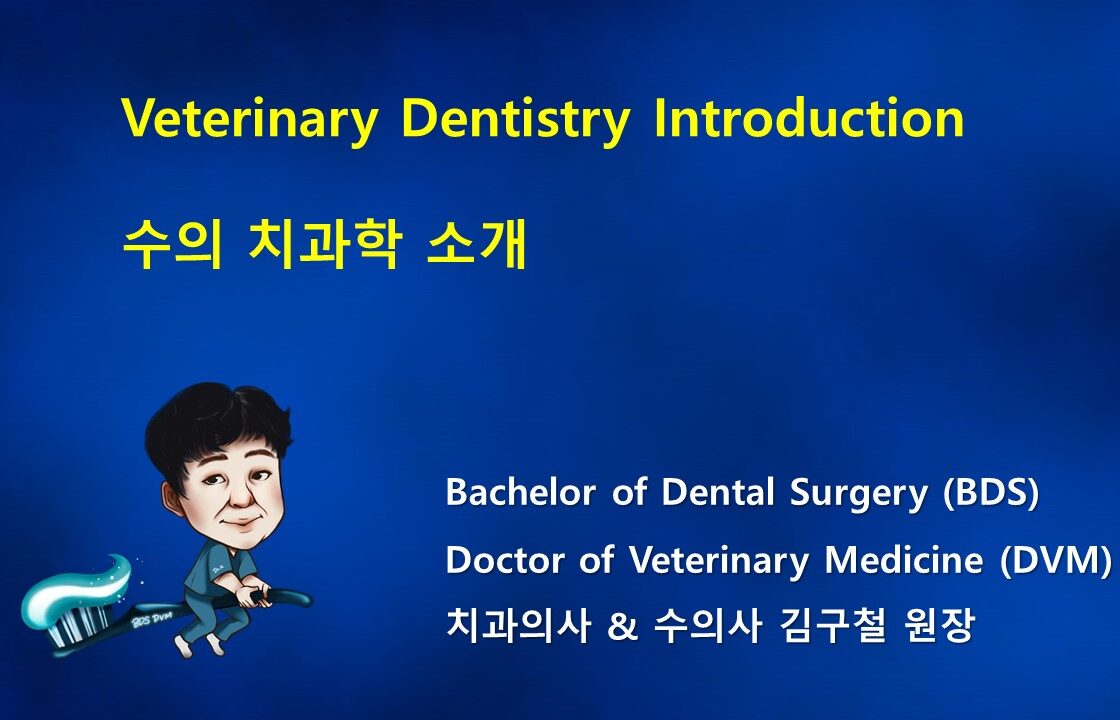 Veterinary Dentistry Introduction
수의 치과학 소개
Bachelor of Dental Surgery (BDS)
Doctor of Veterinary Medicine (DVM)
치과의사 & 수의사 김구철 원장
BDS DVM